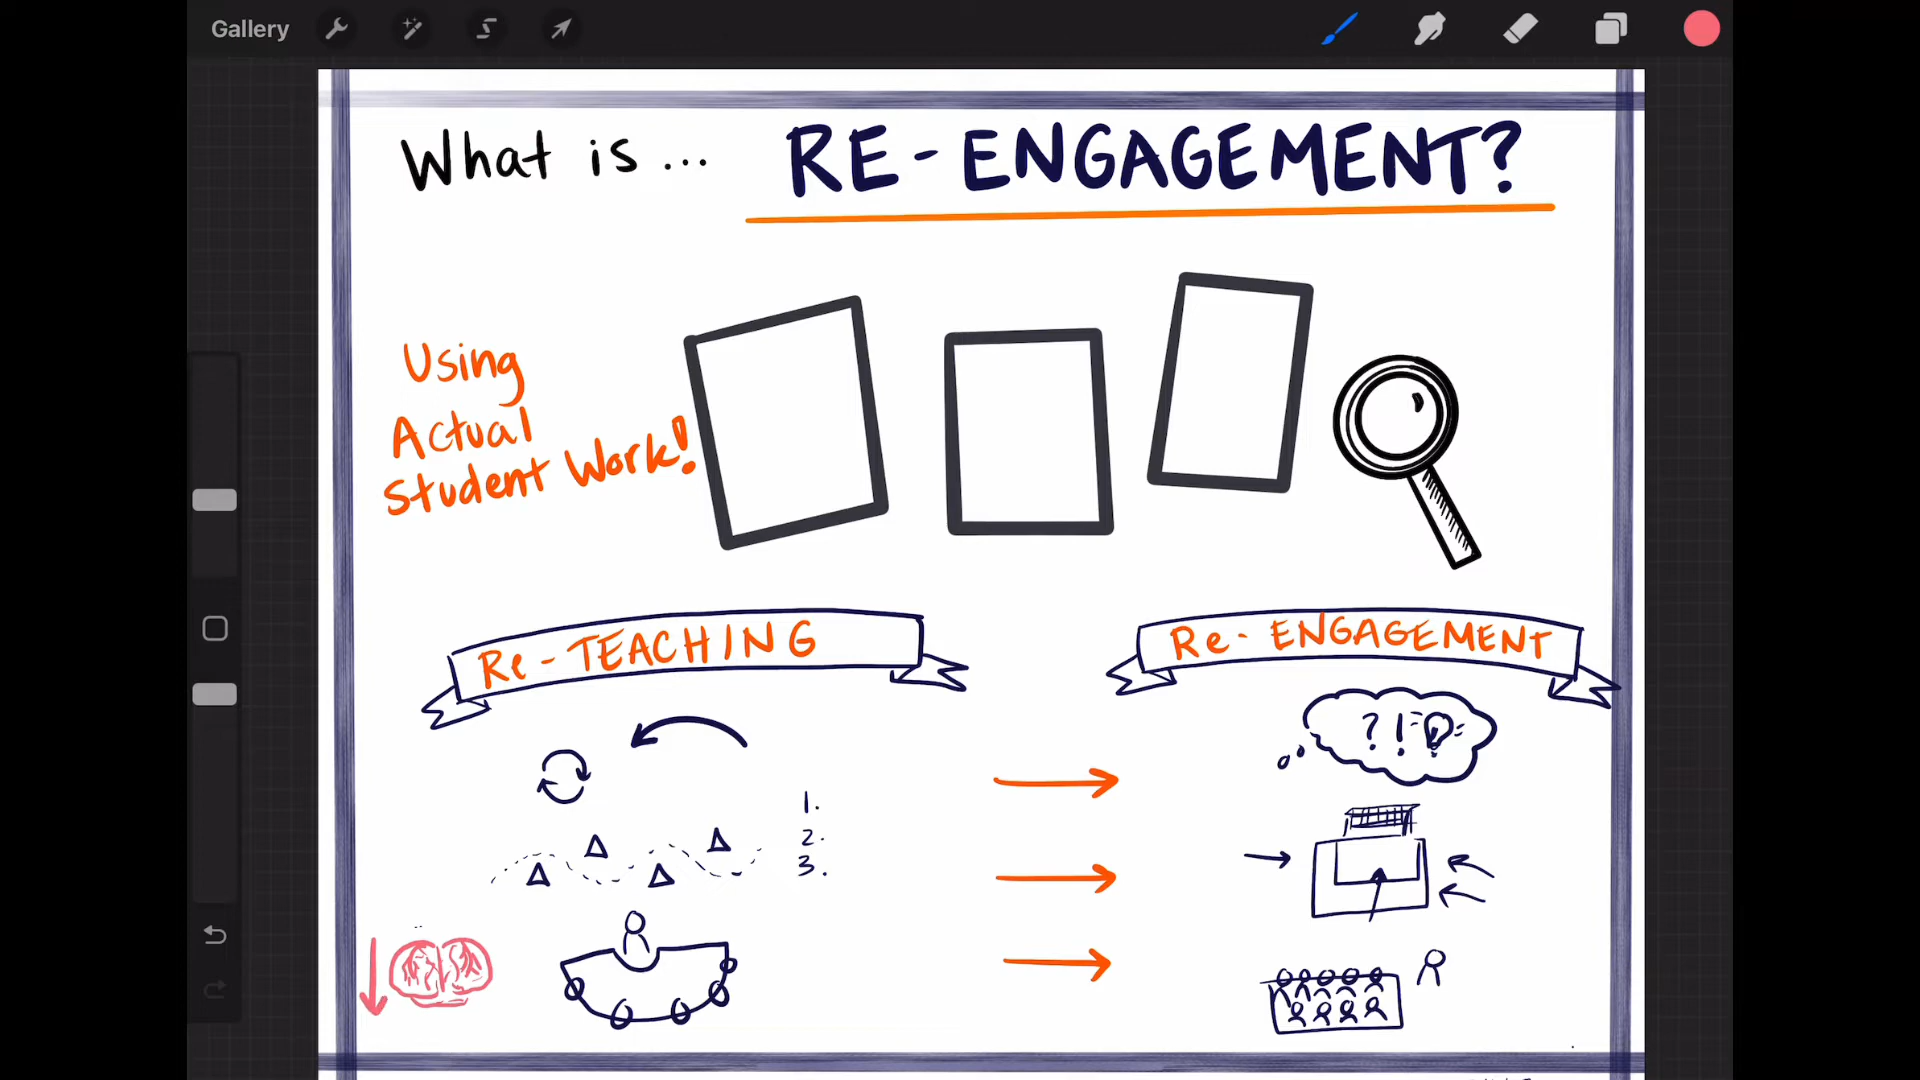 Gallery
What is ... RE-ENGAGEMENT?
Using
Actual
Student Work!
Re-TEACHING
Re-ENGAGEMENT
? !
1.
2.
3.